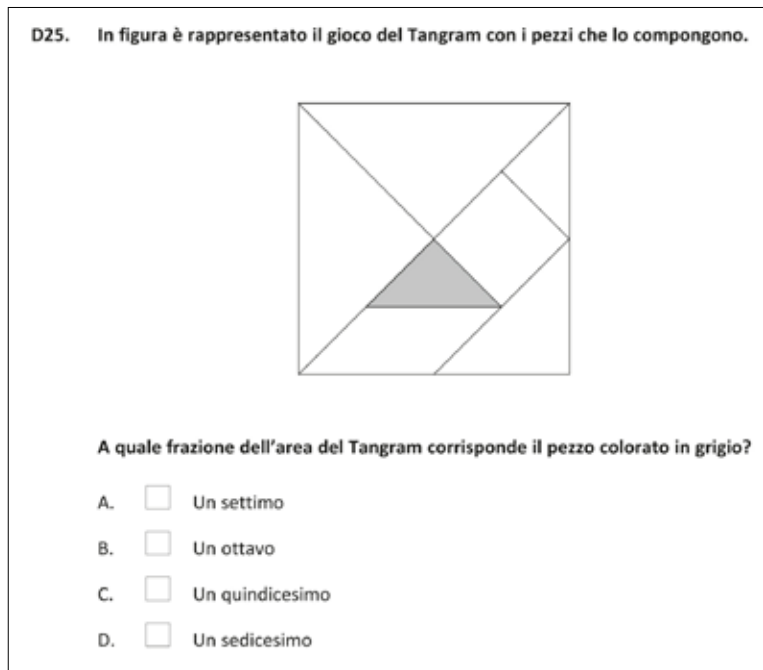 D25. In figura è rappresentato il gioco del Tangram con i pezzi che lo compongono.
A quale frazione dell'area del Tangram corrisponde il pezzo colorato in grigio?
A. Un settimo
B. Un ottavo
C. Un quindicesimo
D. Un sedicesimo